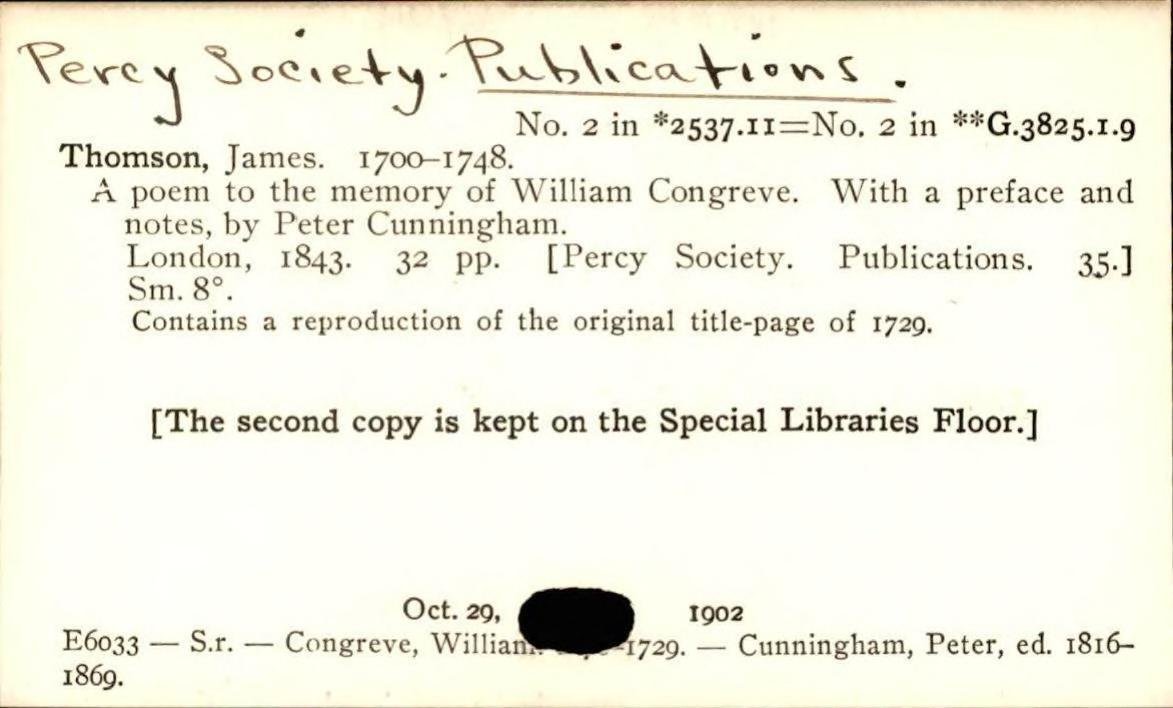 Percy Society. Publications.
No. 2 in *2537.11=No. 2 in **G.3825.1.9
Thomson, James. 1700–1748.
A poem to the memory of William Congreve. With a preface and
notes, by Peter Cunningham.
London, 1843. 32 pp. [Percy Society. Publications. 35.]
Sm. 8°.
Contains a reproduction of the original title-page of 1729.
[The second copy is kept on the Special Libraries Floor.]
Oct. 29, 1902
E6033 — S.r. — Congreve, William. -1729. — Cunningham, Peter, ed. 1816–
1869.